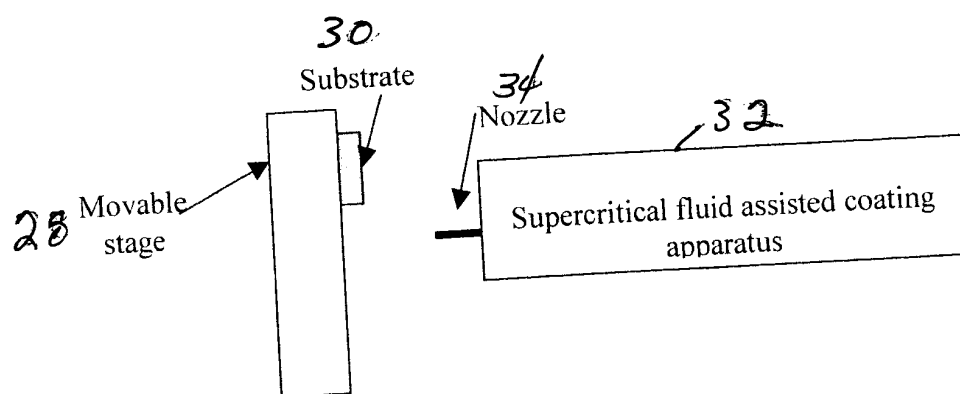 30
Substrate
34
Nozzle
32
28
Movable
stage
Supercritical fluid assisted coating
apparatus